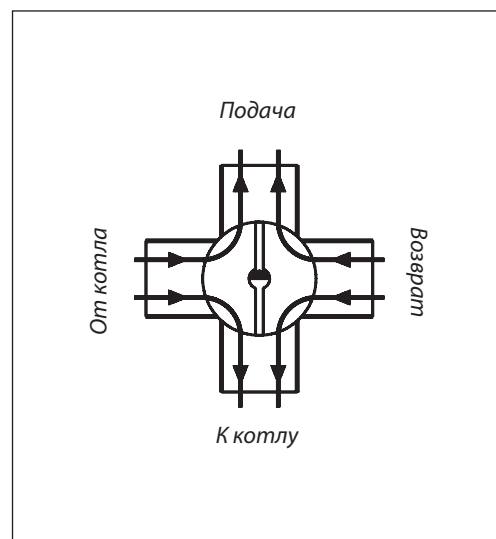 Подача
От котла
Возврат
К котлу